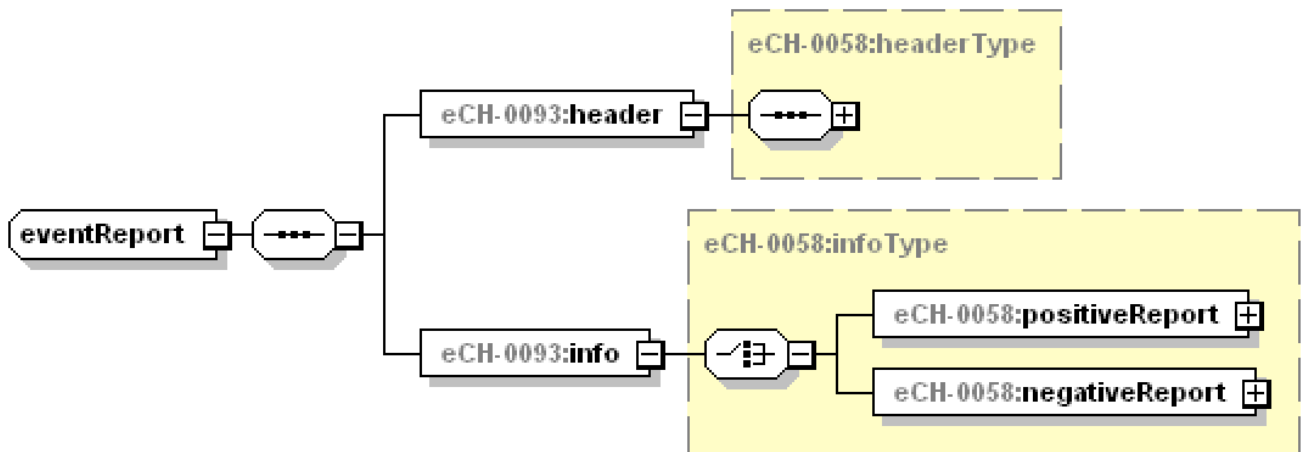 eCH-0058:headerType
eCH-0093:header
eventReport
eCH-0058:infoType
eCH-0058:positiveReport
eCH-0093:info
eCH-0058:negativeReport